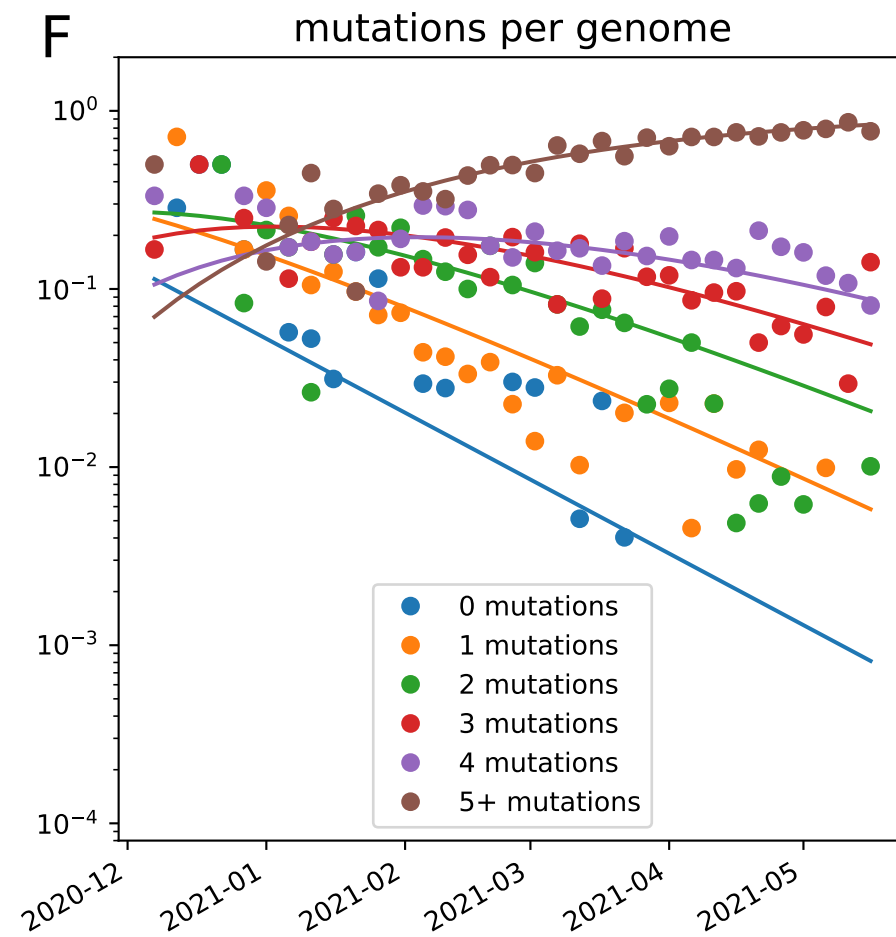 F
mutations per genome
10⁰
10⁻¹
10⁻²
10⁻³
10⁻⁴
0 mutations
1 mutations
2 mutations
3 mutations
4 mutations
5+ mutations
2020-12
2021-01
2021-02
2021-03
2021-04
2021-05